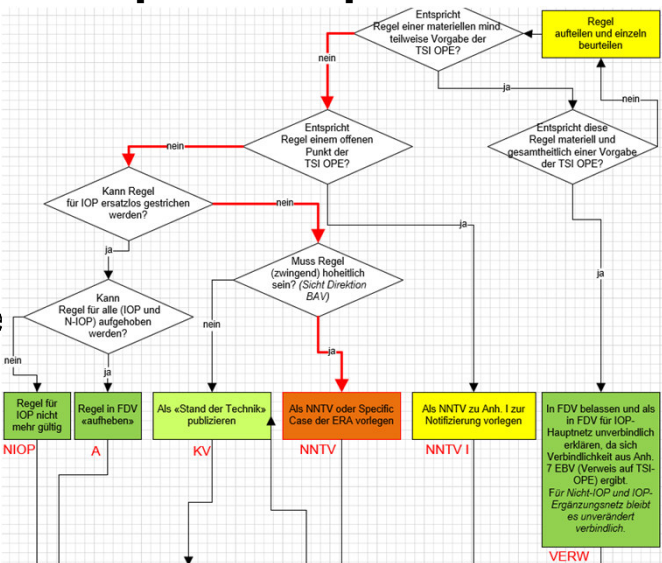 Entspricht
Regel einer materiellen mind.
teilweise Vorgabe der
TSI OPE?
Regel
aufteilen und einzeln
beurteilen
nein
ja
nein
Entspricht
Regel einem offenen
Punkt der
TSI OPE?
Entspricht diese
Regel materiell und
gesamtheitlich einer Vorgabe
der TSI OPE?
nein
Kann Regel
für IOP ersatzlos gestrichen
werden?
nein
ja
ja
Muss Regel
(zwingend) hoheitlich
sein? (Sicht Direktion
BAV)
ja
Kann
Regel für alle (IOP und
N-IOP) aufgehoben
werden?
nein
ja
nein
ja
Regel für
IOP nicht
mehr gültig
Regel in FDV
«aufheben»
Als «Stand der Technik»
publizieren
Als NNTV oder Specific
Case der ERA vorlegen
Als NNTV zu Anh. I zur
Notifizierung vorlegen
In FDV belassen und als
in FDV für IOP-
Hauptnetz unverbindlich
erklären, da sich
Verbindlichkeit aus Anh.
7 EBV (Verweis auf TSI-
OPE) ergibt.
Für Nicht-IOP und IOP-
Ergänzungsnetz bleibt
es unverändert
verbindlich.
NIOP
A
KV
NNTV
NNTV I
VERW